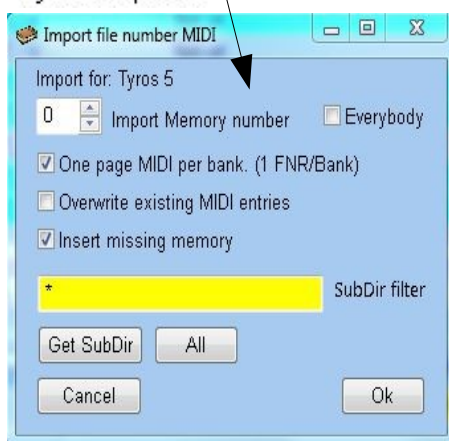 Import file number MIDI
Import for: Tyros 5
0 Import Memory number Everybody
One page MIDI per bank. (1 FNR/Bank)
Overwrite existing MIDI entries
Insert missing memory
* SubDir filter
Get SubDir All
Cancel Ok